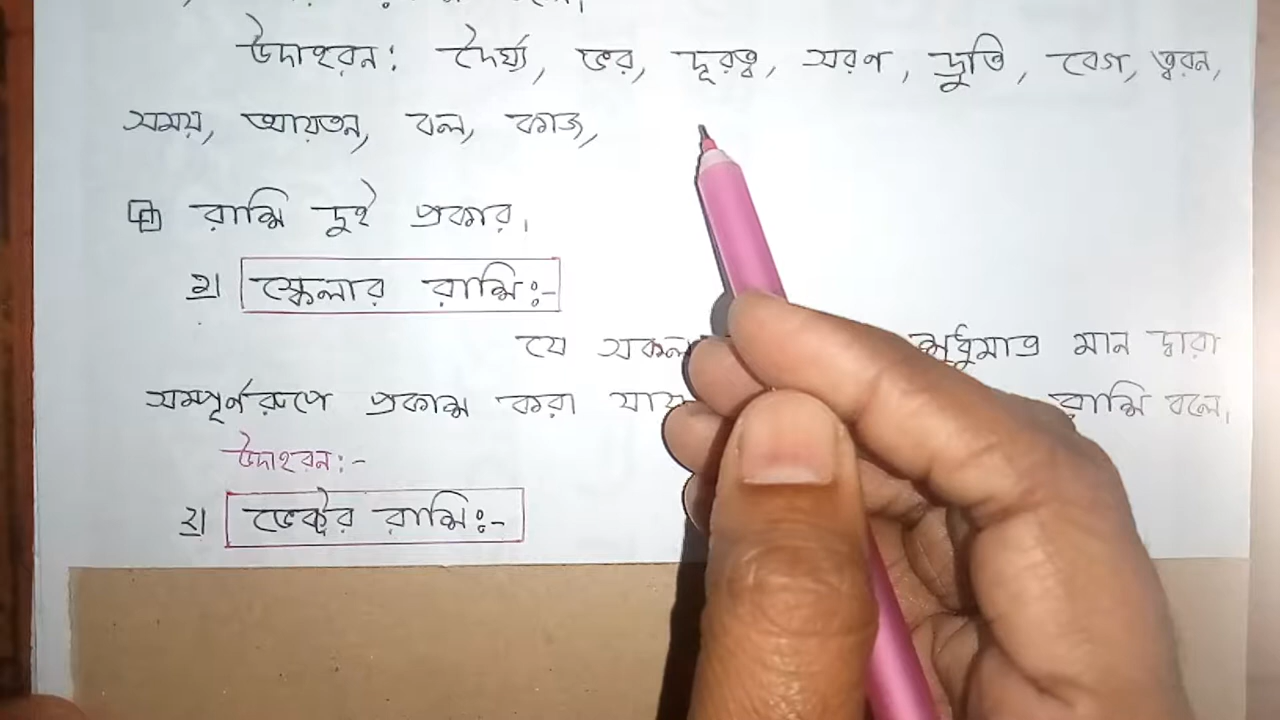 উদাহরন: দৈর্ঘ্য, ভর, দূরত্ব, সরণ, দ্রুতি, বেগ, ত্বরন,
সময়, আয়তন, বল, কাজ,
রাশি দুই প্রকার।
১। স্কেলার রাশি:-
যে সকল শুধুমাত্র মান দ্বারা
সম্পূর্নরুপে প্রকাশ করা যায় রাশি বলে।
উদাহরন:-
২। ভেক্টর রাশি:-